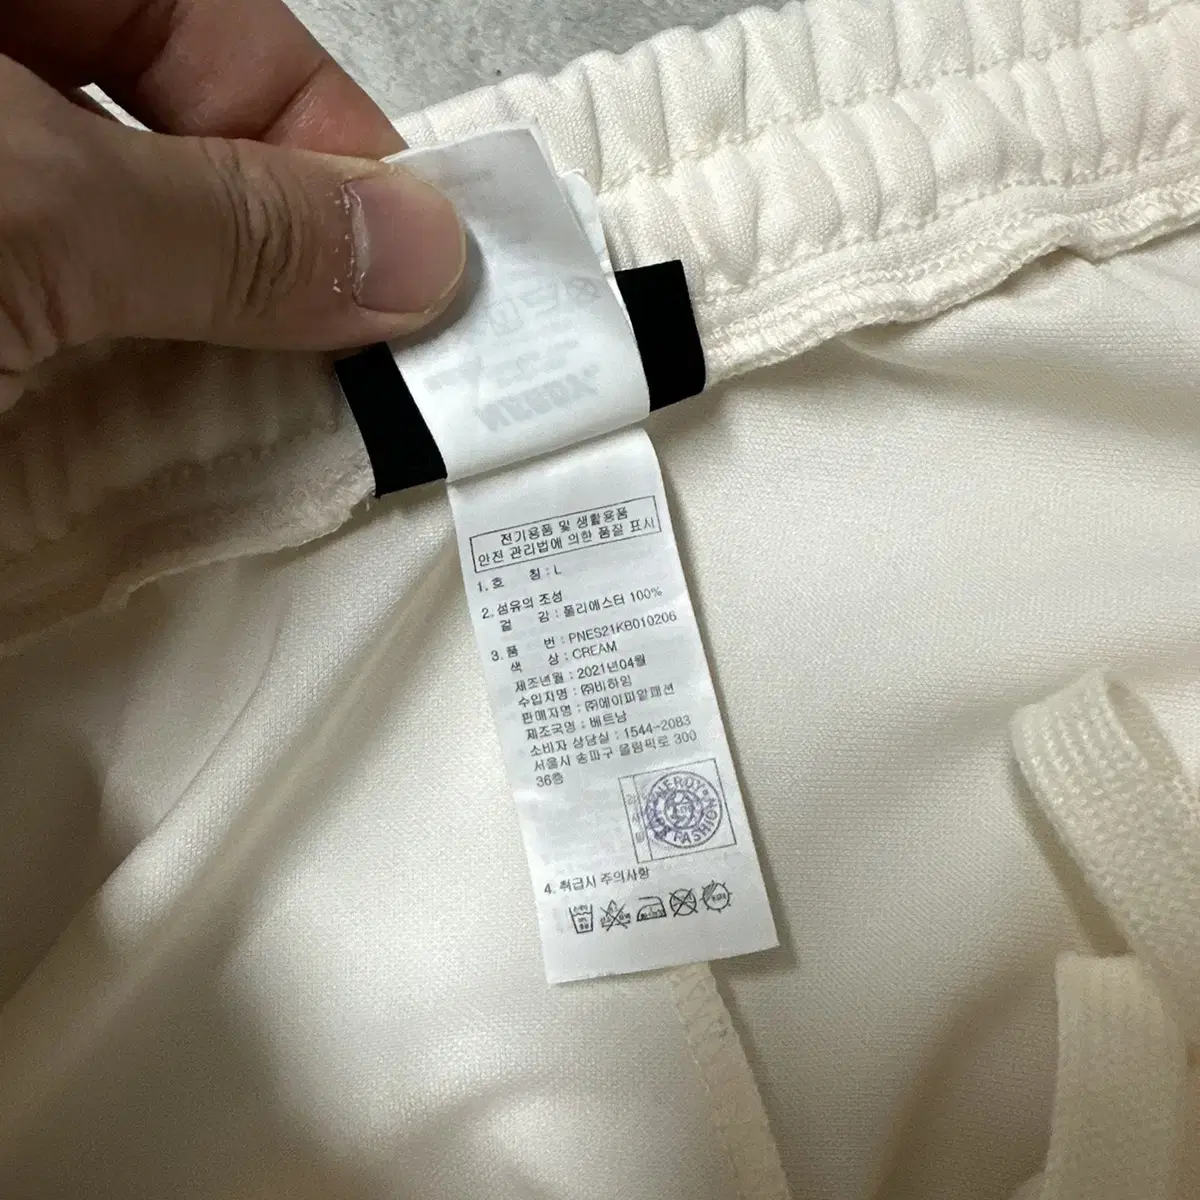 전기용품 및 생활용품
안전 관리법에 의한 품질 표시
1. 호 칭 : L
2. 섬유의 조성
겉 감 : 폴리에스터 100%
3. 품 번 : PNES21KB010206
색 상 : CREAM
제조년월 : 2021년04월
수입자명 : ㈜비하임
판매자명 : ㈜에이피알패션
제조국명 : 베트남
소비자 상담실 : 1544-2083
서울시 송파구 올림픽로 300
36층
NERDY
FASHION
4. 취급시 주의사항